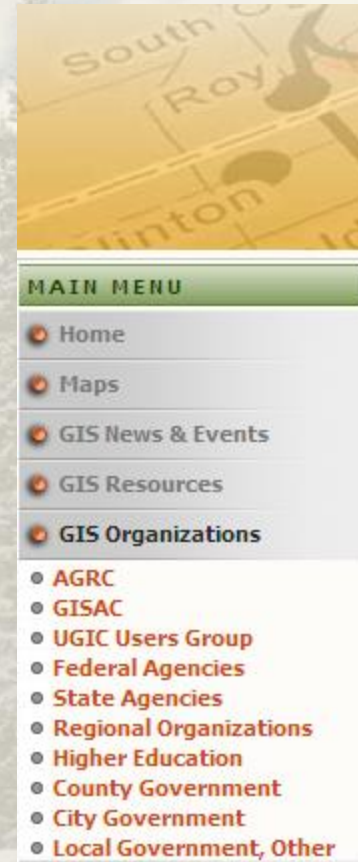 South O
Roy
linton
MAIN MENU
Home
Maps
GIS News & Events
GIS Resources
GIS Organizations
AGRC
GISAC
UGIC Users Group
Federal Agencies
State Agencies
Regional Organizations
Higher Education
County Government
City Government
Local Government, Other